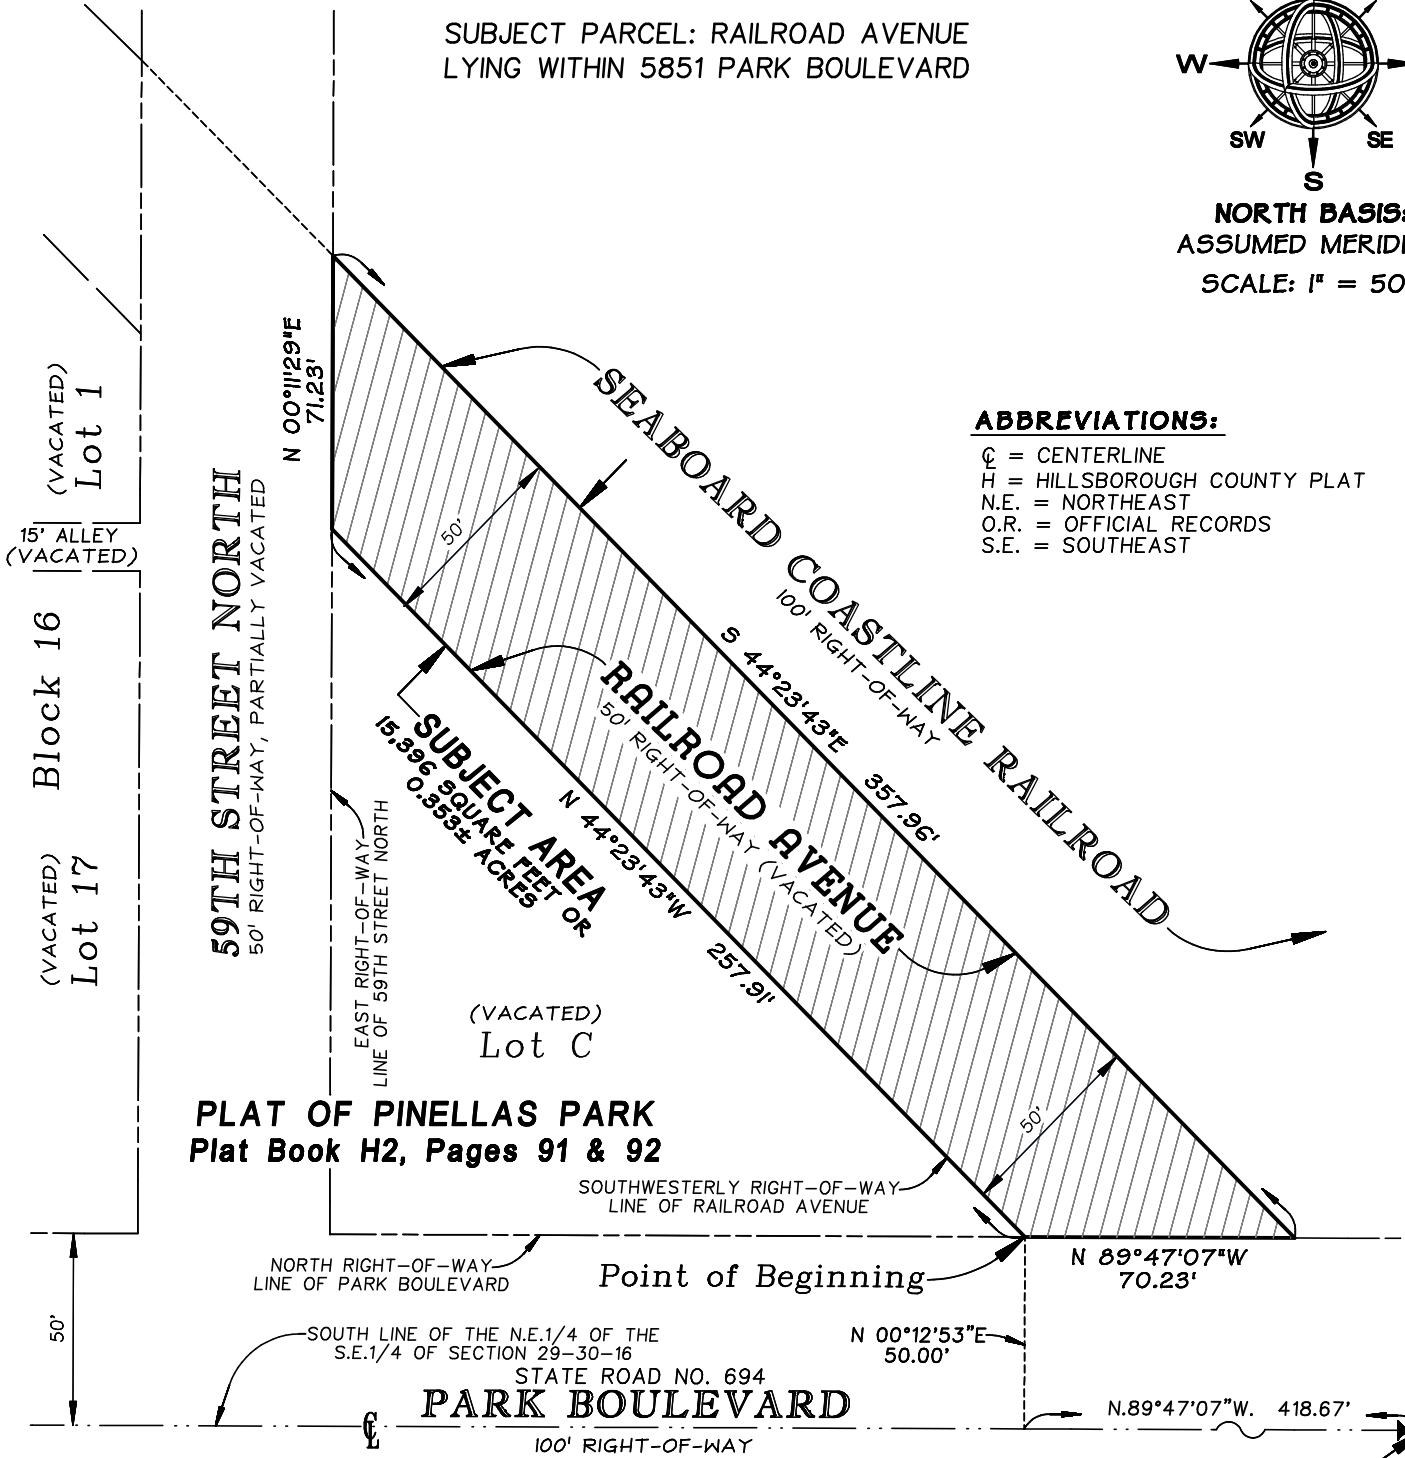 SUBJECT PARCEL: RAILROAD AVENUE
LYING WITHIN 5851 PARK BOULEVARD
W
SW
SE
S
NORTH BASIS:
ASSUMED
SCALE: 1" = 50
ABBREVIATIONS:
℄ = CENTERLINE
H = HILLSBOROUGH COUNTY PLAT
N.E. = NORTHEAST
O.R. = OFFICIAL RECORDS
S.E. = SOUTHEAST
N 00°11'29"E
71.23'
(VACATED)
Lot 1
15' ALLEY
(VACATED)
Block 16
(VACATED)
Lot 17
59TH STREET NORTH
50' RIGHT-OF-WAY, PARTIALLY VACATED
SEABOARD COASTLINE RAILROAD
100' RIGHT-OF-WAY
50'
S 44°23'43"E 357.96'
RAILROAD AVENUE
50' RIGHT-OF-WAY (VACATED)
SUBJECT AREA
15,396 SQUARE FEET OR
0.353± ACRES
N 44°23'43"W 257.91'
EAST RIGHT-OF-WAY
LINE OF 59TH STREET NORTH
(VACATED)
Lot C
PLAT OF PINELLAS PARK
Plat Book H2, Pages 91 & 92
50'
SOUTHWESTERLY RIGHT-OF-WAY
LINE OF RAILROAD AVENUE
NORTH RIGHT-OF-WAY
LINE OF PARK BOULEVARD
Point of Beginning
N 89°47'07"W
70.23'
50'
SOUTH LINE OF THE N.E.1/4 OF THE
S.E.1/4 OF SECTION 29-30-16
N 00°12'53"E
50.00'
STATE ROAD NO. 694
PARK BOULEVARD
℄
100' RIGHT-OF-WAY
N.89°47'07"W. 418.67'